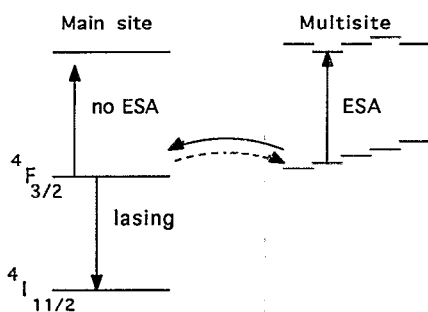 Main site
Multisite
no ESA
ESA
4F3/2
lasing
4I11/2